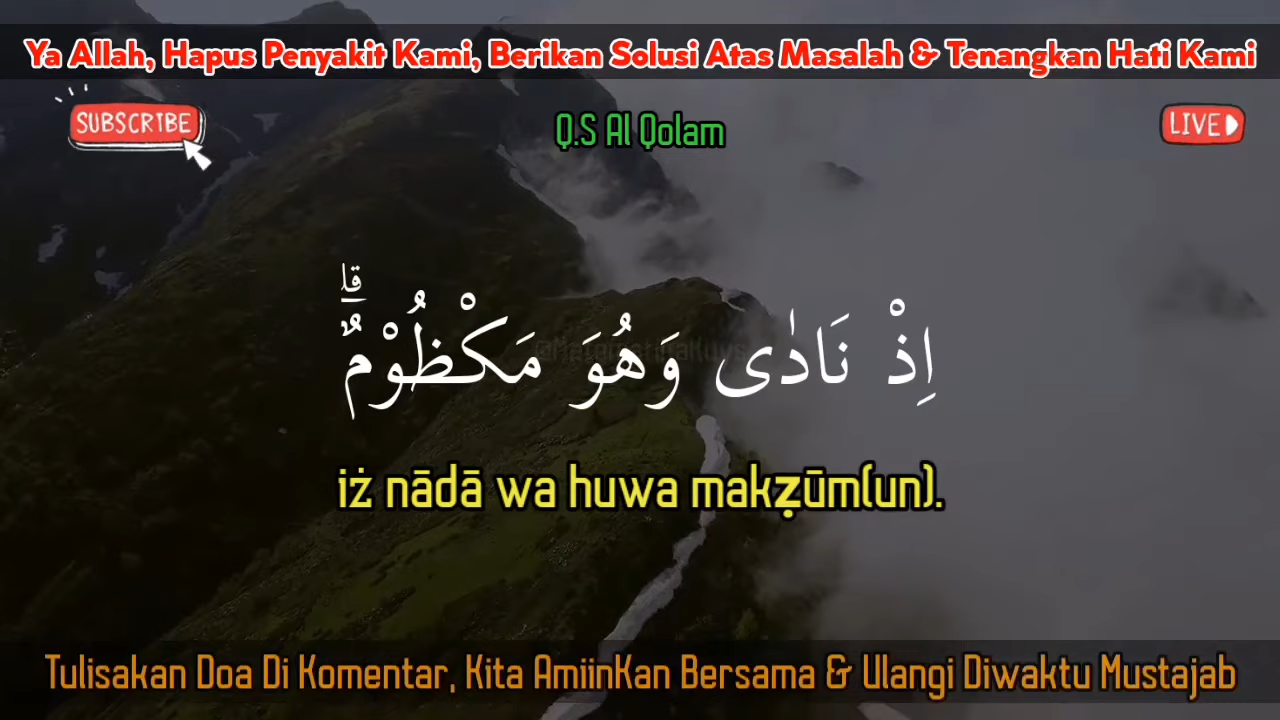 Ya Allah, Hapus Penyakit Kami, Berikan Solusi Atas Masalah & Tenangkan Hati Kami
SUBSCRIBE
Q.S Al Qolam
LIVE
اِذْ نَادٰى وَهُوَ مَكْظُوْمٌۗ
iż nādā wa huwa makẓūm(un).
Tulisakan Doa Di Komentar, Kita AmiinKan Bersama & Ulangi Diwaktu Mustajab